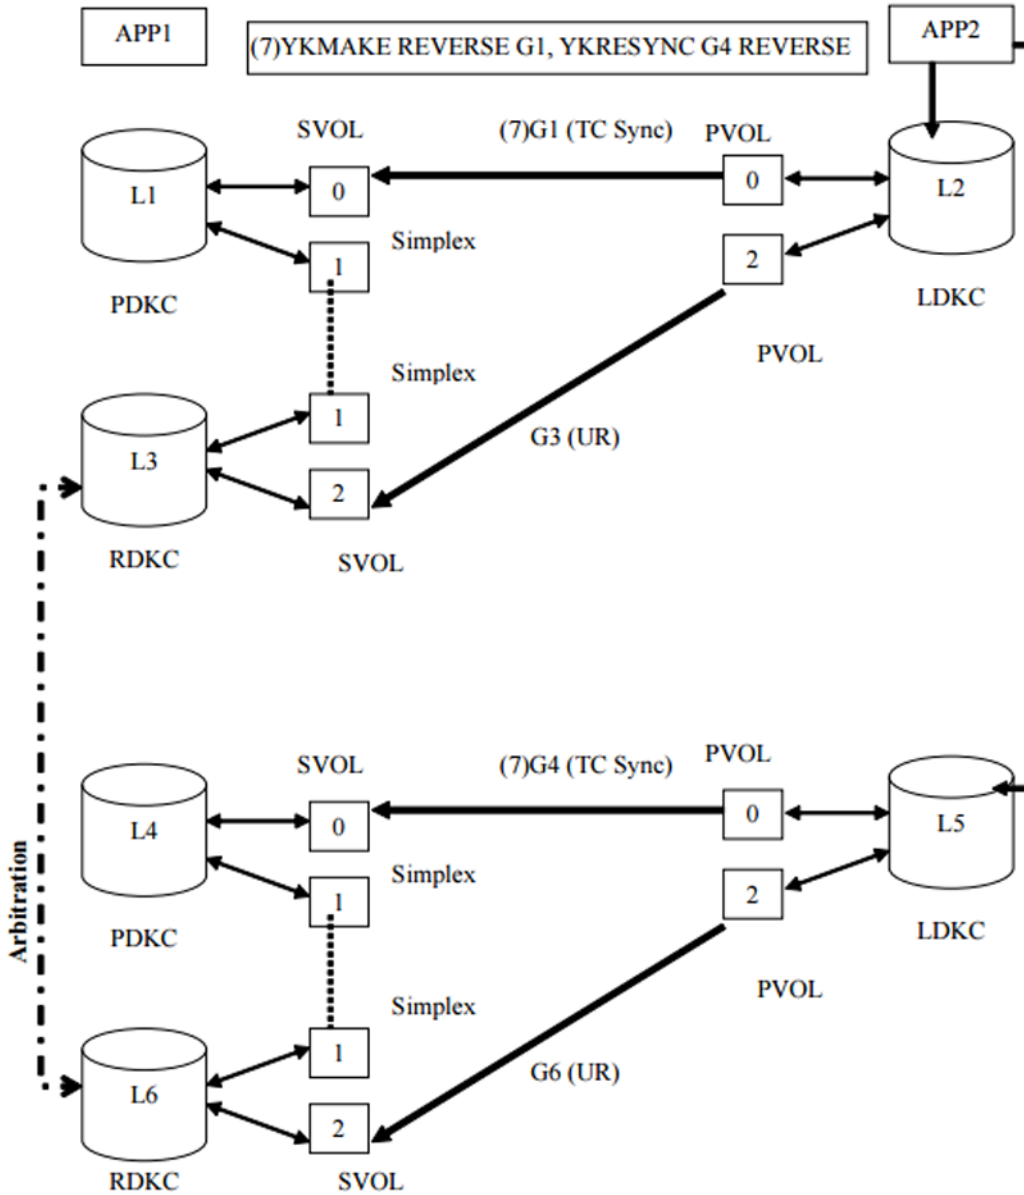 APP1
(7)YKMAKE REVERSE G1, YKRESYNC G4 REVERSE
APP2
SVOL
(7)G1 (TC Sync)
PVOL
L1
0
0
L2
Simplex
1
2
PDKC
LDKC
PVOL
Simplex
1
G3 (UR)
L3
2
RDKC
SVOL
SVOL
(7)G4 (TC Sync)
PVOL
L4
0
0
L5
Simplex
1
2
PDKC
LDKC
Arbitration
PVOL
Simplex
1
G6 (UR)
L6
2
RDKC
SVOL